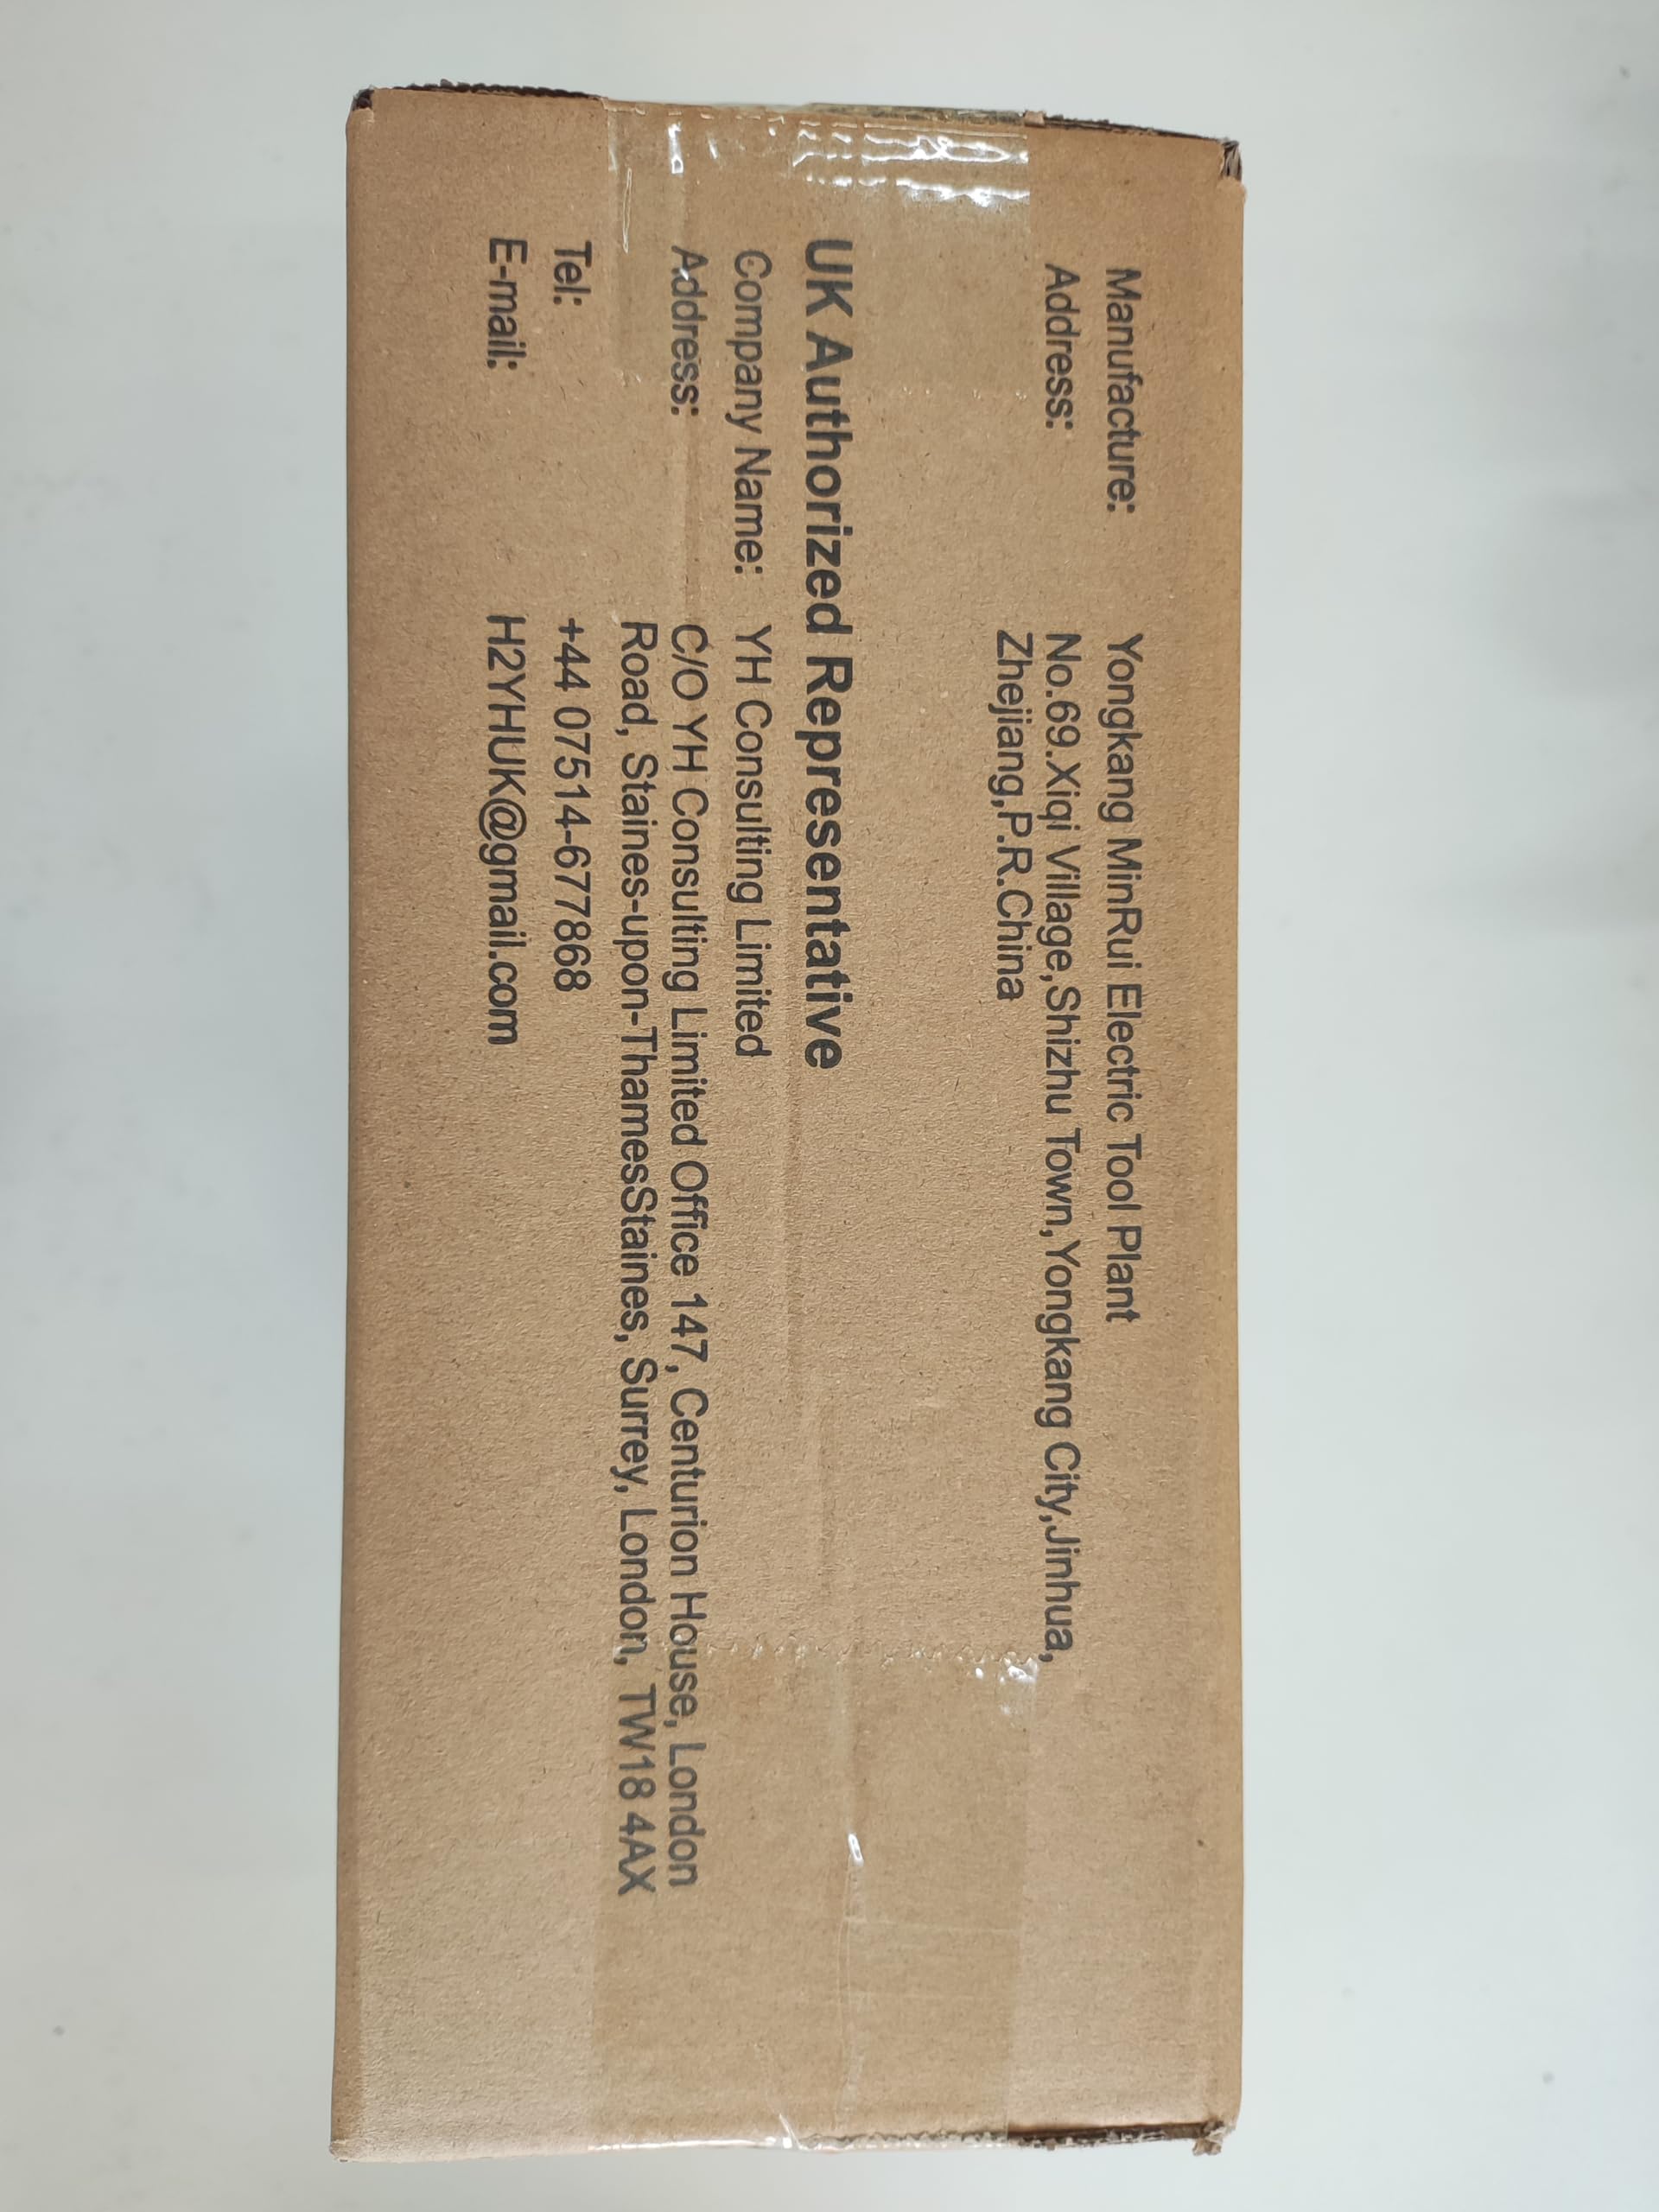 Manufacture: Yongkang MinRui Electric Tool Plant
Address: No.69.Xiqi Village,Shizhu Town,Yongkang City,Jinhua,
Zhejiang,P.R.China
UK Authorized Representative
Company Name: YH Consulting Limited
Address: C/O YH Consulting Limited Office 147, Centurion House, London
Road, Staines-upon-ThamesStaines, Surrey, London, TW18 4AX
Tel: +44 07514-677868
E-mail: H2YHUK@gmail.com